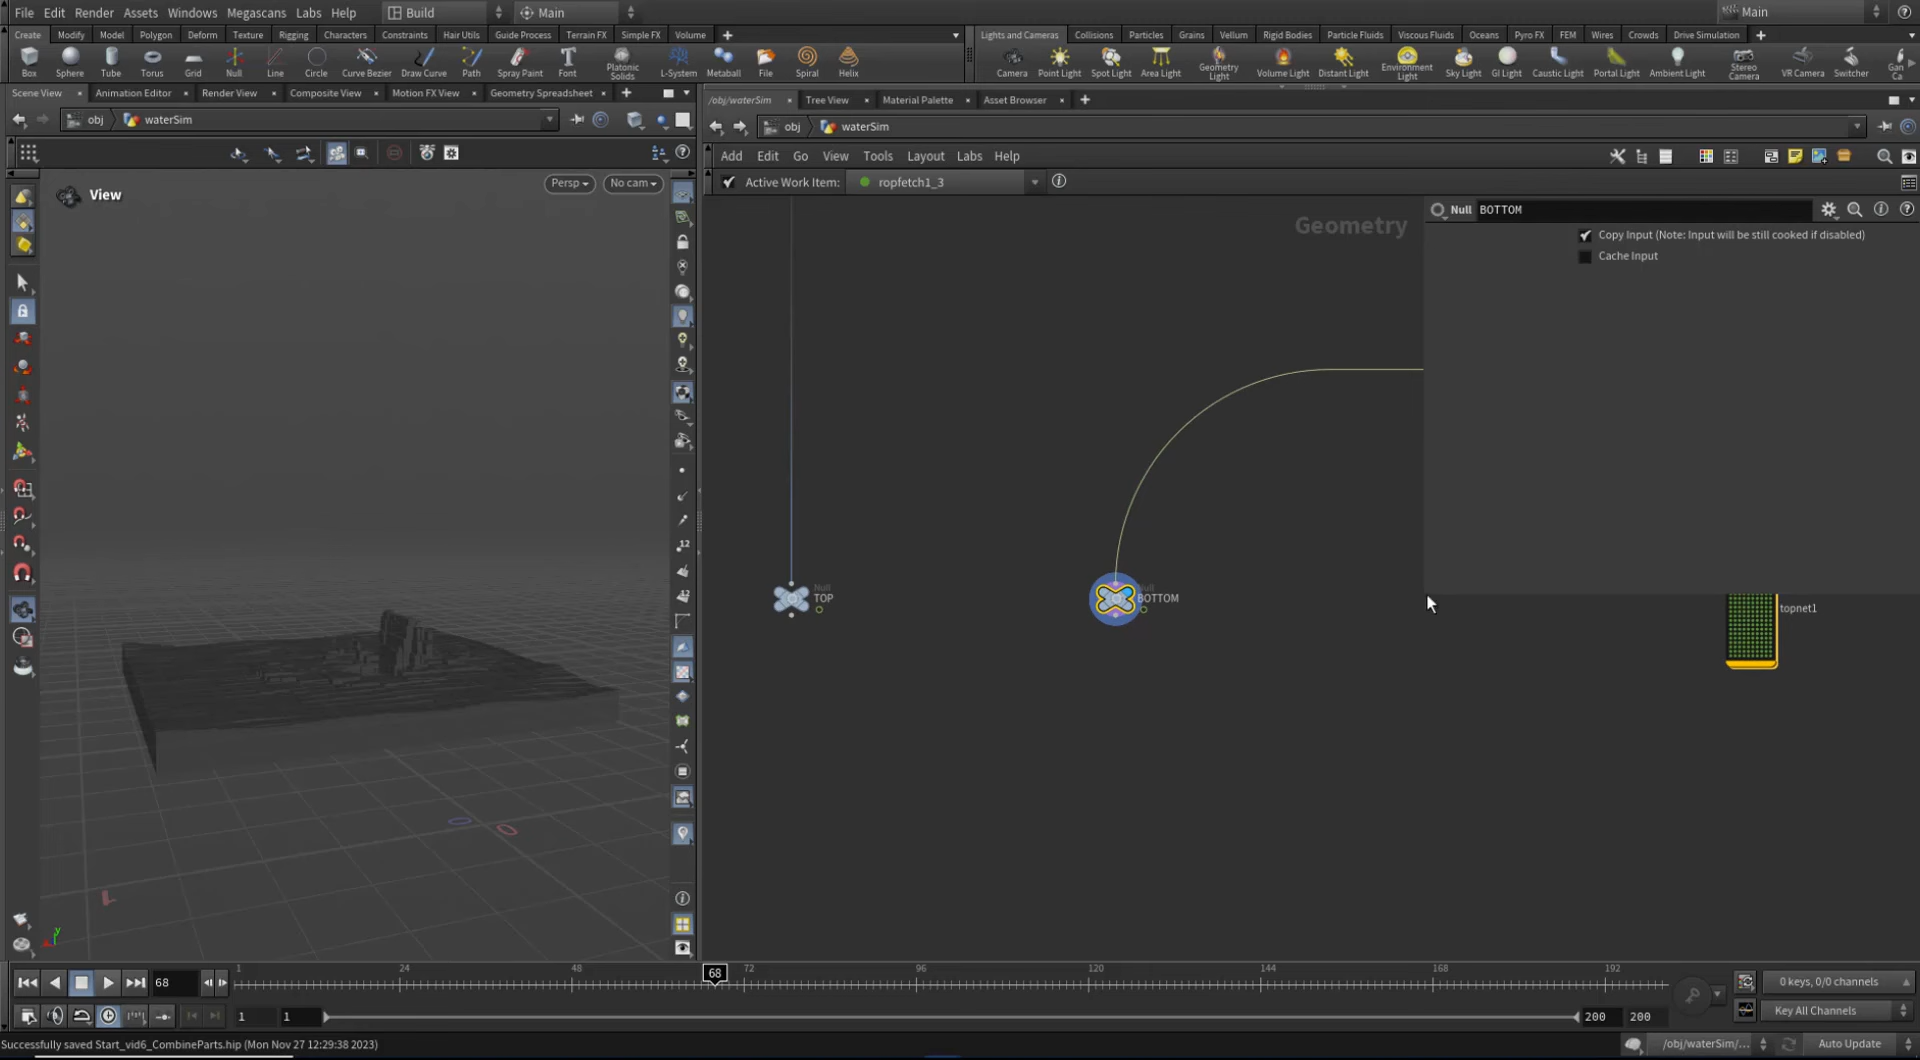 File Edit Render Assets Windows Megascans Labs Help Build Main Main
Create Modify Model Polygon Deform Texture Rigging Characters Constraints Hair Utils Guide Process Terrain FX Simple FX Volume
Lights and Cameras Collisions Particles Grains Vellum Rigid Bodies Particle Fluids Viscous Fluids Oceans Pyro FX FEM Wires Crowds Drive Simulation
Box Sphere Tube Torus Grid Null Line Circle Curve Bezier Draw Curve Path Spray Paint Font Platonic Solids L-System Metaball File Spiral Helix
Camera Point Light Spot Light Area Light Geometry Light Volume Light Distant Light Environment Light Sky Light GI Light Caustic Light Portal Light Ambient Light Stereo Camera VR Camera Switcher Gan Ca
Scene View Animation Editor Render View Composite View Motion FX View Geometry Spreadsheet
/obj/waterSim Tree View Material Palette Asset Browser
obj waterSim
obj waterSim
Add Edit Go View Tools Layout Labs Help
Active Work Item: ropfetch1_3
View
Persp No cam
Geometry
Null BOTTOM
Copy Input (Note: Input will be still cooked if disabled)
Cache Input
Null
TOP
Null
BOTTOM
topnet1
12
12
y
0 0
1
68
1 24 48 68 72 96 120 144 168 192
0 keys, 0/0 channels
1 1 200 200
Key All Channels
Successfully saved Start_vid6_CombineParts.hip (Mon Nov 27 12:29:38 2023)
/obj/waterSim/... Auto Update